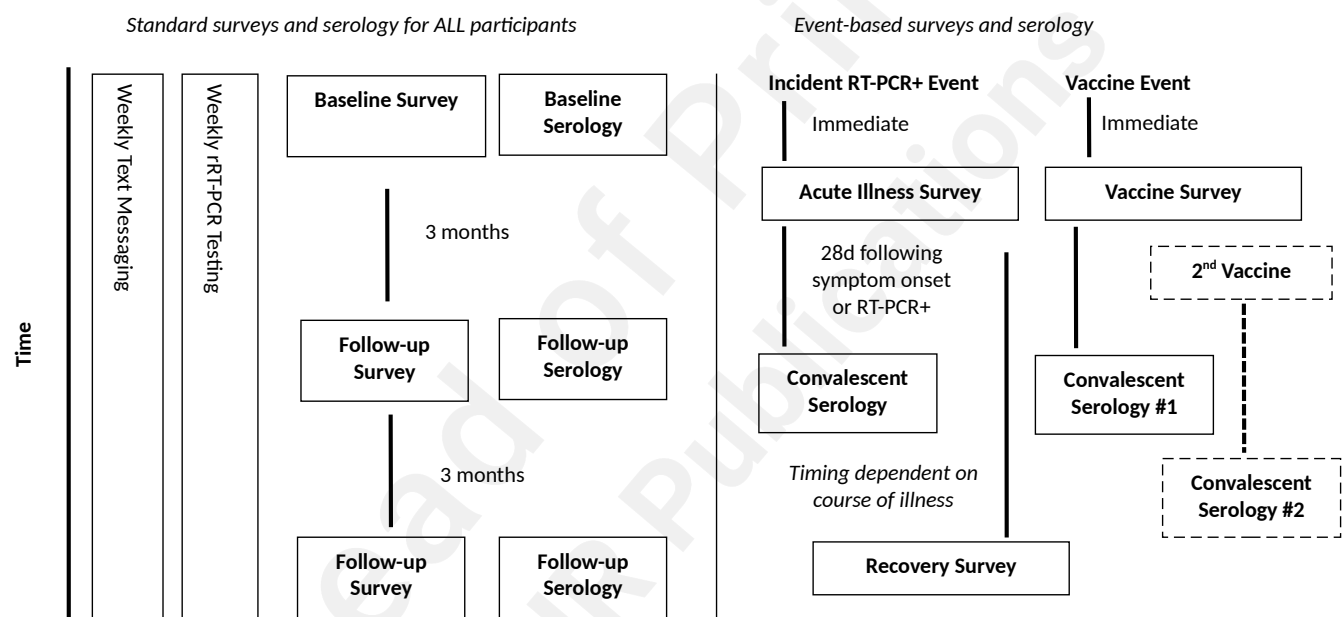 Standard surveys and serology for ALL participants
Event-based surveys and serology
Time
Weekly Text Messaging
Weekly rRT-PCR Testing
Baseline Survey
Baseline
Serology
3 months
Follow-up
Survey
Follow-up
Serology
3 months
Follow-up
Survey
Follow-up
Serology
Incident RT-PCR+ Event
Immediate
Acute Illness Survey
28d following
symptom onset
or RT-PCR+
Convalescent
Serology
Timing dependent on
course of illness
Recovery Survey
Vaccine Event
Immediate
Vaccine Survey
2nd Vaccine
Convalescent
Serology #1
Convalescent
Serology #2
ead of Pri
R Publications